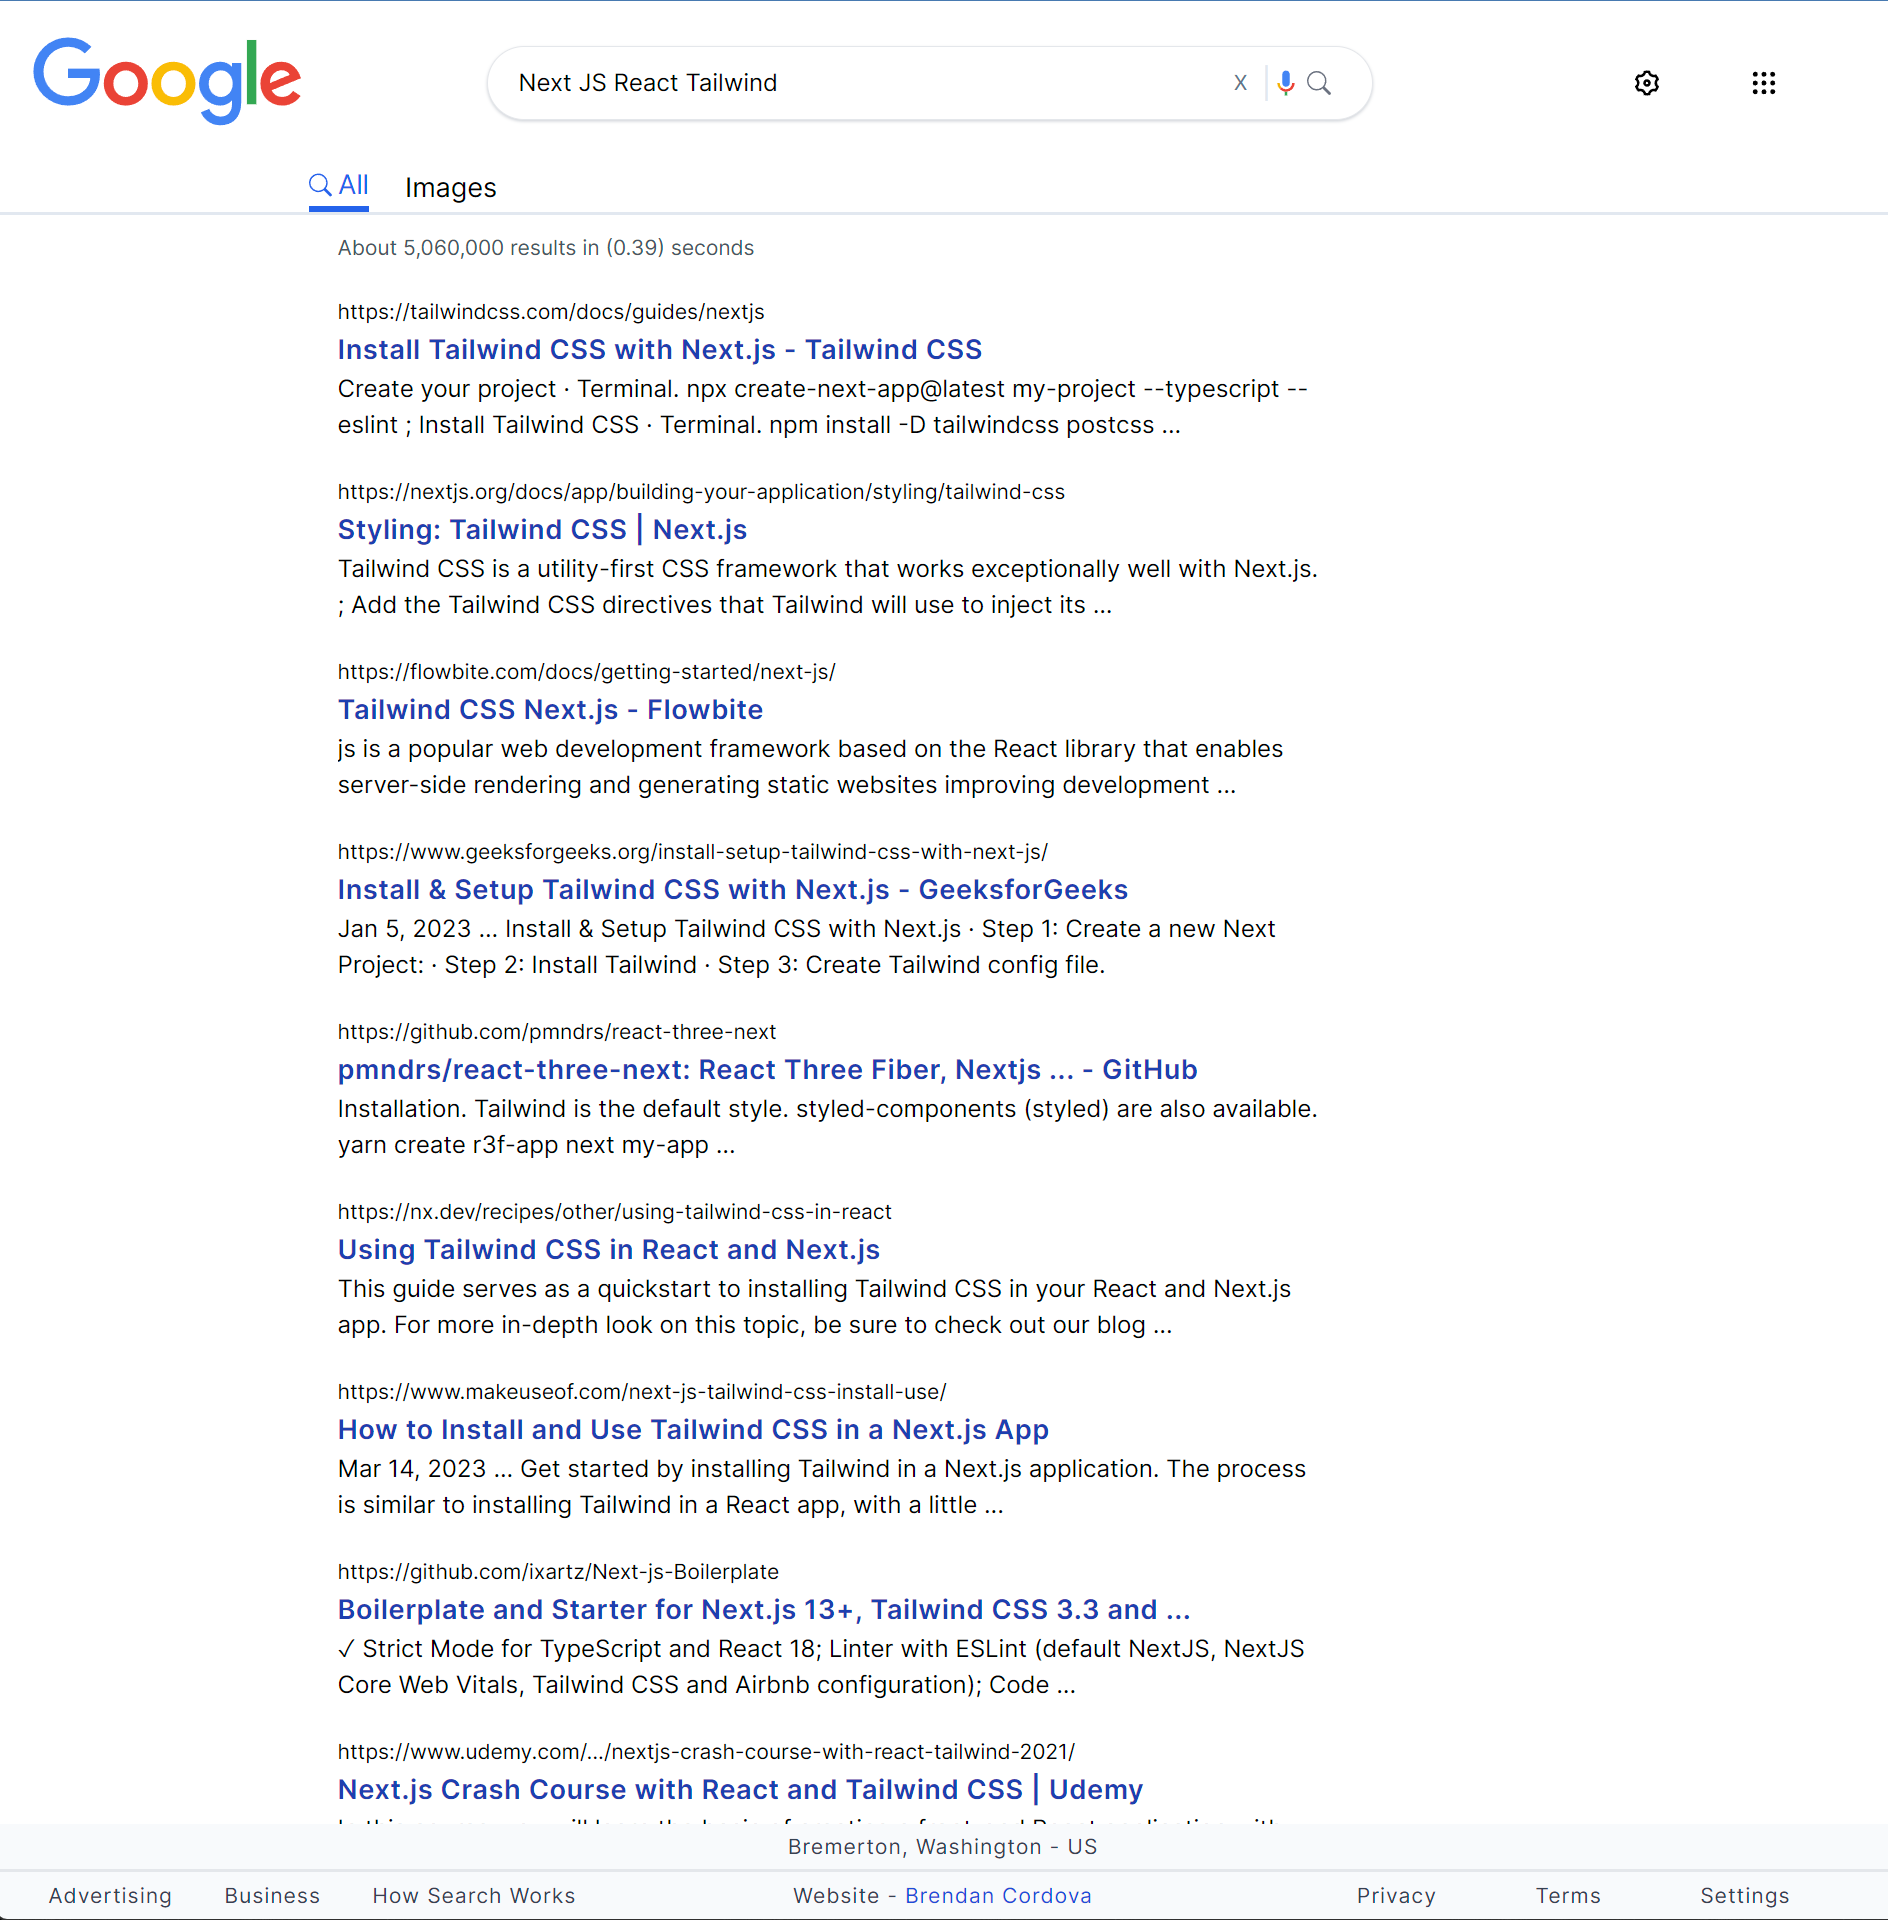 Google
Next JS React Tailwind X
All Images
About 5,060,000 results in (0.39) seconds
https://tailwindcss.com/docs/guides/nextjs
Install Tailwind CSS with Next.js - Tailwind CSS
Create your project · Terminal. npx create-next-app@latest my-project --typescript --
eslint ; Install Tailwind CSS · Terminal. npm install -D tailwindcss postcss ...
https://nextjs.org/docs/app/building-your-application/styling/tailwind-css
Styling: Tailwind CSS | Next.js
Tailwind CSS is a utility-first CSS framework that works exceptionally well with Next.js.
; Add the Tailwind CSS directives that Tailwind will use to inject its ...
https://flowbite.com/docs/getting-started/next-js/
Tailwind CSS Next.js - Flowbite
js is a popular web development framework based on the React library that enables
server-side rendering and generating static websites improving development ...
https://www.geeksforgeeks.org/install-setup-tailwind-css-with-next-js/
Install & Setup Tailwind CSS with Next.js - GeeksforGeeks
Jan 5, 2023 ... Install & Setup Tailwind CSS with Next.js · Step 1: Create a new Next
Project: · Step 2: Install Tailwind · Step 3: Create Tailwind config file.
https://github.com/pmndrs/react-three-next
pmndrs/react-three-next: React Three Fiber, Nextjs ... - GitHub
Installation. Tailwind is the default style. styled-components (styled) are also available.
yarn create r3f-app next my-app ...
https://nx.dev/recipes/other/using-tailwind-css-in-react
Using Tailwind CSS in React and Next.js
This guide serves as a quickstart to installing Tailwind CSS in your React and Next.js
app. For more in-depth look on this topic, be sure to check out our blog ...
https://www.makeuseof.com/next-js-tailwind-css-install-use/
How to Install and Use Tailwind CSS in a Next.js App
Mar 14, 2023 ... Get started by installing Tailwind in a Next.js application. The process
is similar to installing Tailwind in a React app, with a little ...
https://github.com/ixartz/Next-js-Boilerplate
Boilerplate and Starter for Next.js 13+, Tailwind CSS 3.3 and ...
✓ Strict Mode for TypeScript and React 18; Linter with ESLint (default NextJS, NextJS
Core Web Vitals, Tailwind CSS and Airbnb configuration); Code ...
https://www.udemy.com/.../nextjs-crash-course-with-react-tailwind-2021/
Next.js Crash Course with React and Tailwind CSS | Udemy
Bremerton, Washington - US
Advertising Business How Search Works Website - Brendan Cordova Privacy Terms Settings